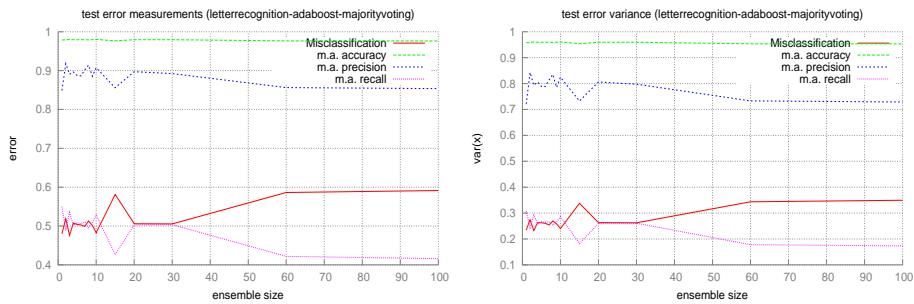 test error measurements (letterrecognition-adaboost-majorityvoting)
1
0.9
0.8
0.7
0.6
0.5
0.4
error
0 10 20 30 40 50 60 70 80 90 100
ensemble size
Misclassification
m.a. accuracy
m.a. precision
m.a. recall
test error variance (letterrecognition-adaboost-majorityvoting)
1
0.9
0.8
0.7
0.6
0.5
0.4
0.3
0.2
0.1
var(x)
0 10 20 30 40 50 60 70 80 90 100
ensemble size
Misclassification
m.a. accuracy
m.a. precision
m.a. recall